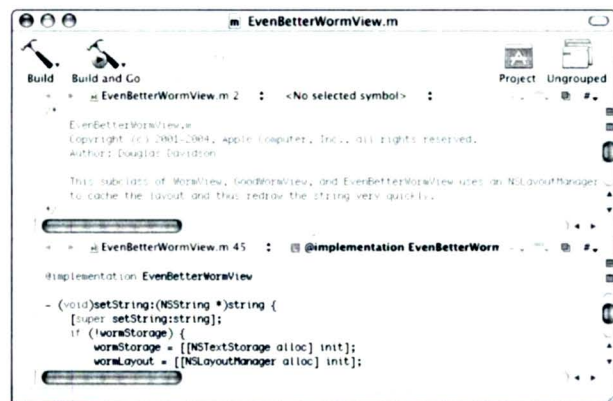 m EvenBetterWormView.m
Build Build and Go Project Ungrouped
EvenBetterWormView.m:2 <No selected symbol> #
/*
EvenBetterWormView.m
Copyright (c) 2001-2004, Apple Computer, Inc., all rights reserved.
Author: Douglas Davidson
This subclass of WormView, GoodWormView, and EvenBetterWormView uses an NSLayoutManager
to cache the layout and thus redraw the string very quickly.
*/
EvenBetterWormView.m:45 @implementation EvenBetterWorm #
@implementation EvenBetterWormView
- (void)setString:(NSString *)string {
[super setString:string];
if (!wormStorage) {
wormStorage = [[NSTextStorage alloc] init];
wormLayout = [[NSLayoutManager alloc] init];